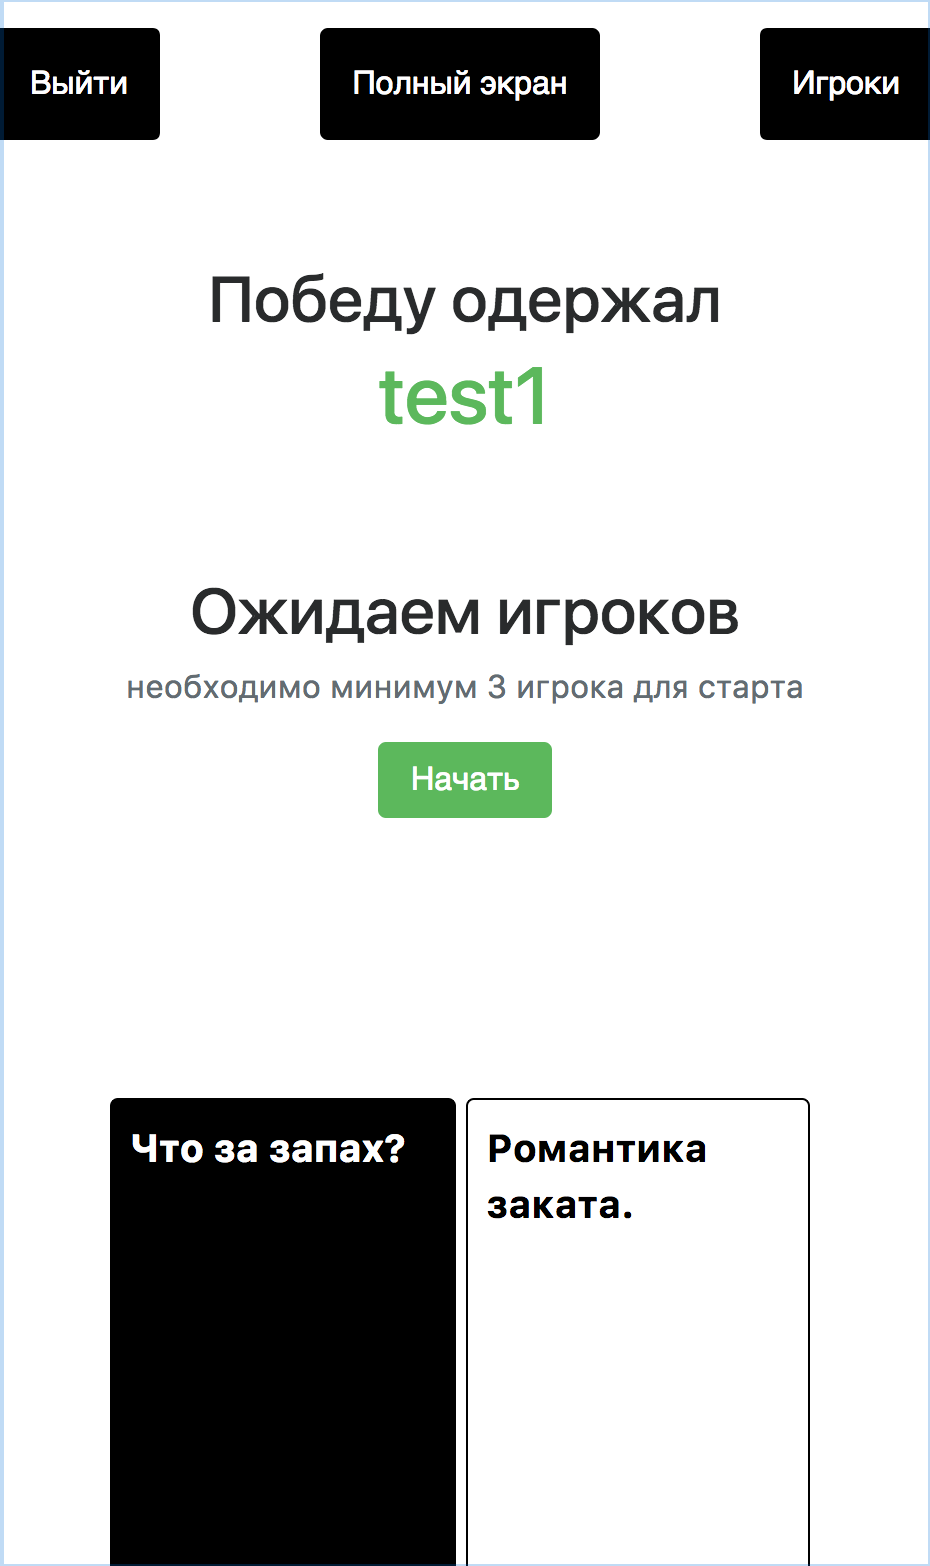 Выйти
Полный экран
Игроки
Победу одержал
test1
Ожидаем игроков
необходимо минимум 3 игрока для старта
Начать
Что за запах?
Романтика
заката.